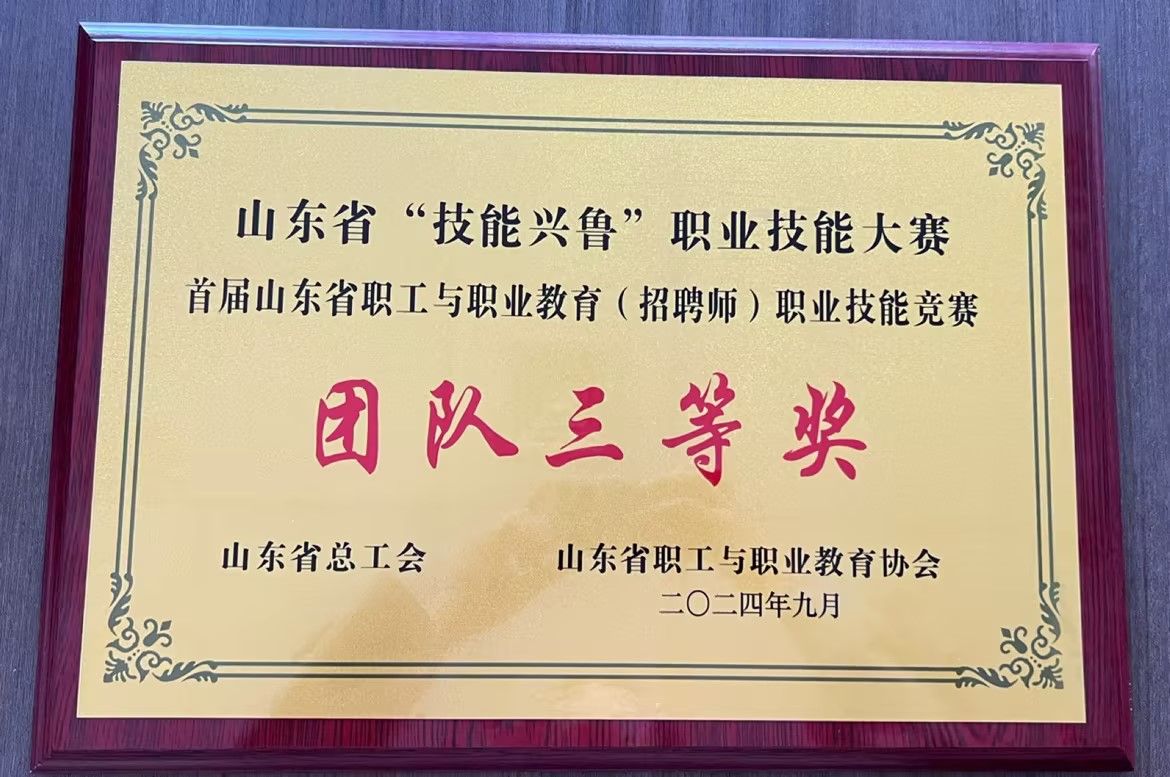 山东省“技能兴鲁”职业技能大赛
首届山东省职工与职业教育（招聘师）职业技能竞赛
团队三等奖
山东省总工会 山东省职工与职业教育协会
二〇二四年九月